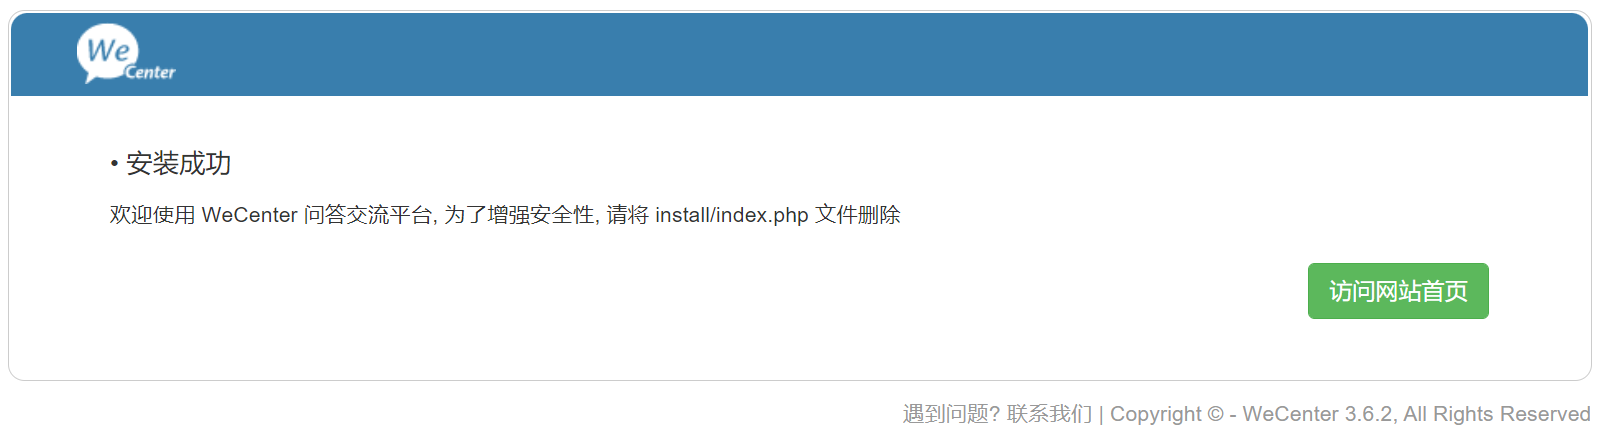 We
Center
• 安装成功
欢迎使用 WeCenter 问答交流平台, 为了增强安全性, 请将 install/index.php 文件删除
访问网站首页
遇到问题? 联系我们 | Copyright © - WeCenter 3.6.2, All Rights Reserved